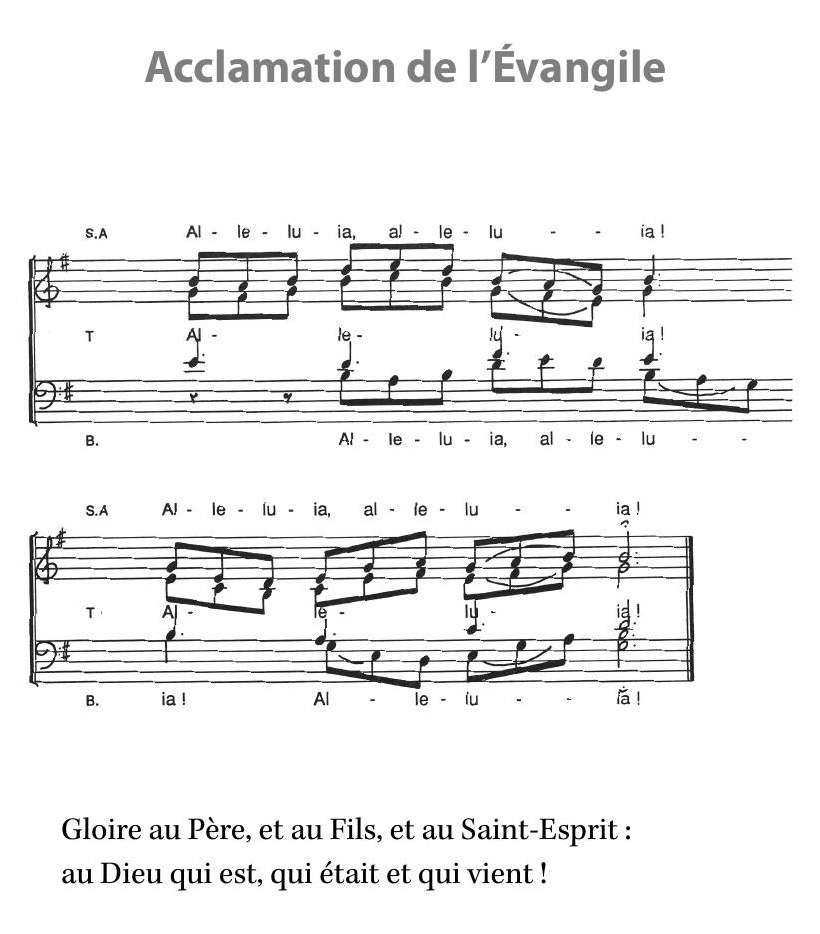 Acclamation de l’Évangile
S.A Al - le - lu - ia, al - le - lu - - ia !
T Al - le - lu - ia !
B. Al - le - lu - ia, al - le - lu - -
S.A Al - le - lu - ia, al - le - lu - - ia !
T Al - le - lu - ia !
B. ia ! Al - le - lu - - ia !
Gloire au Père, et au Fils, et au Saint-Esprit :
au Dieu qui est, qui était et qui vient !